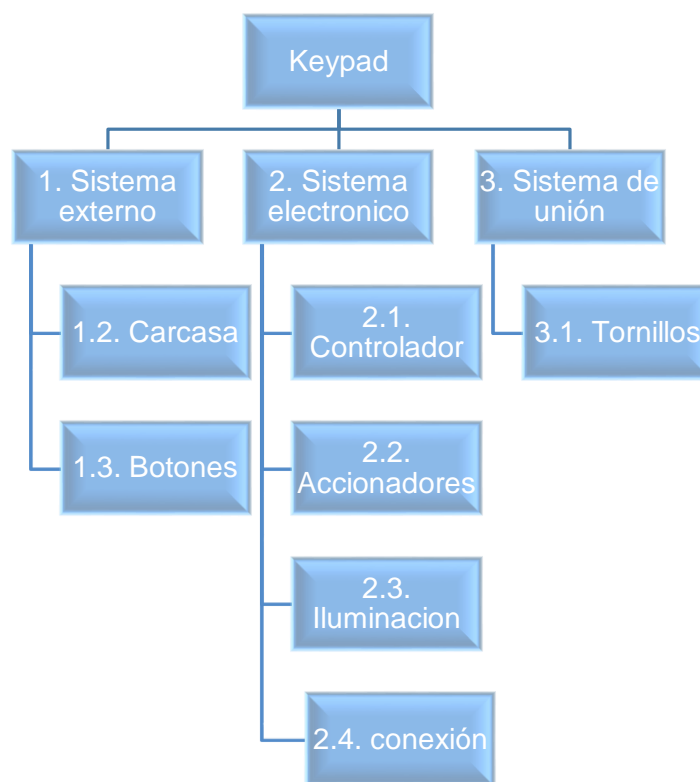 Keypad
1. Sistema
externo
2. Sistema
electronico
3. Sistema de
unión
1.2. Carcasa
2.1.
Controlador
3.1. Tornillos
1.3. Botones
2.2.
Accionadores
2.3.
Iluminacion
2.4. conexión